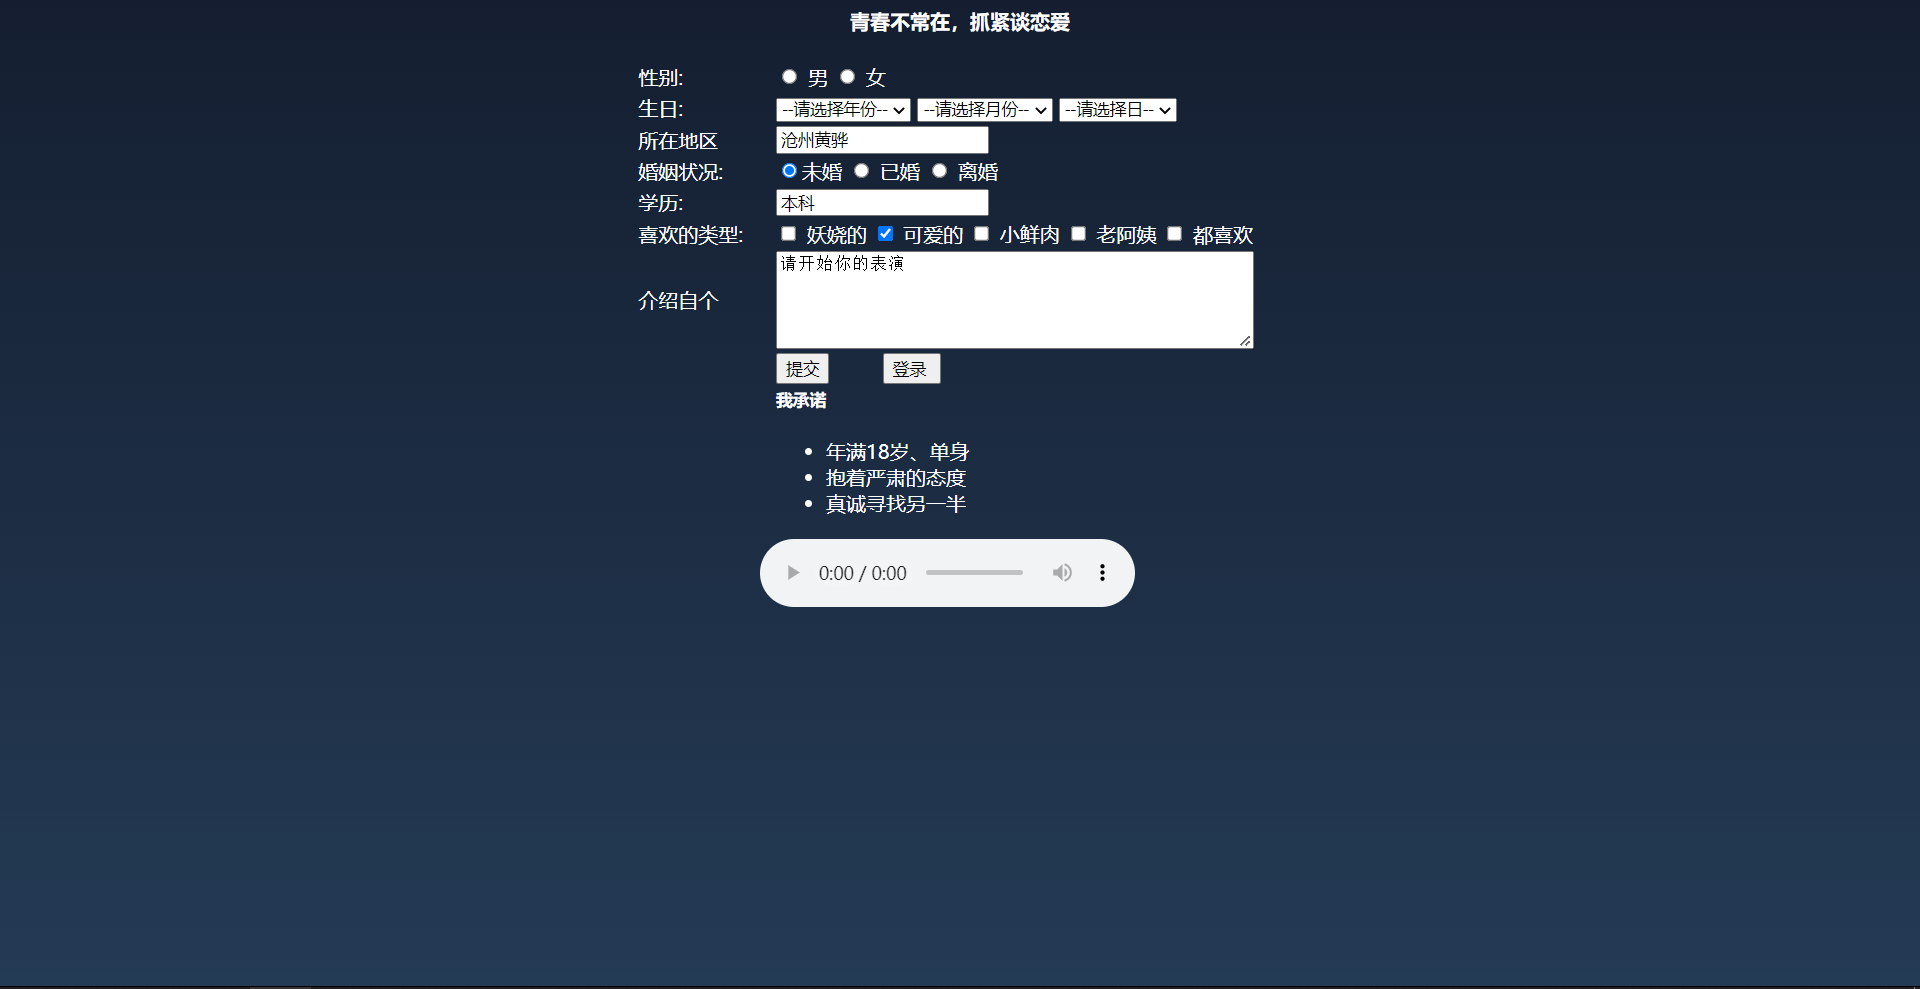 青春不常在，抓紧谈恋爱
性别: 男 女
生日: --请选择年份-- --请选择月份-- --请选择日--
所在地区 沧州黄骅
婚姻状况: 未婚 已婚 离婚
学历: 本科
喜欢的类型: 妖娆的 可爱的 小鲜肉 老阿姨 都喜欢
请开始你的表演
介绍自个
提交 登录
我承诺
年满18岁、单身
抱着严肃的态度
真诚寻找另一半
0:00 / 0:00